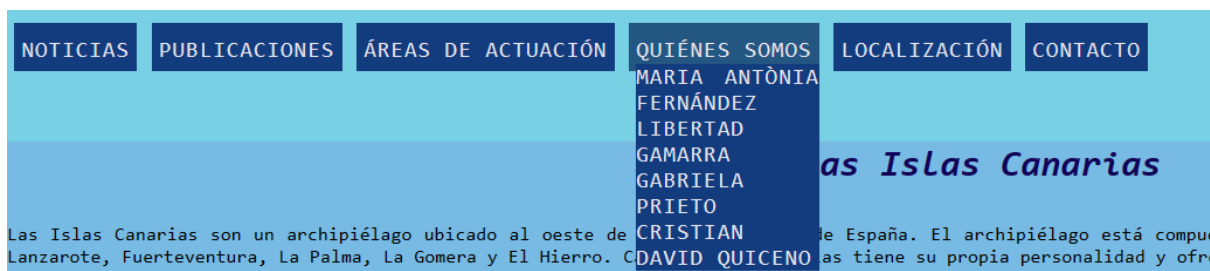 NOTICIAS PUBLICACIONES ÁREAS DE ACTUACIÓN QUIÉNES SOMOS LOCALIZACIÓN CONTACTO
MARIA ANTÒNIA
FERNÁNDEZ
LIBERTAD
GAMARRA
GABRIELA
PRIETO
CRISTIAN
DAVID QUICENO
as Islas Canarias
Las Islas Canarias son un archipiélago ubicado al oeste de de España. El archipiélago está compue
Lanzarote, Fuerteventura, La Palma, La Gomera y El Hierro. C as tiene su propia personalidad y ofre